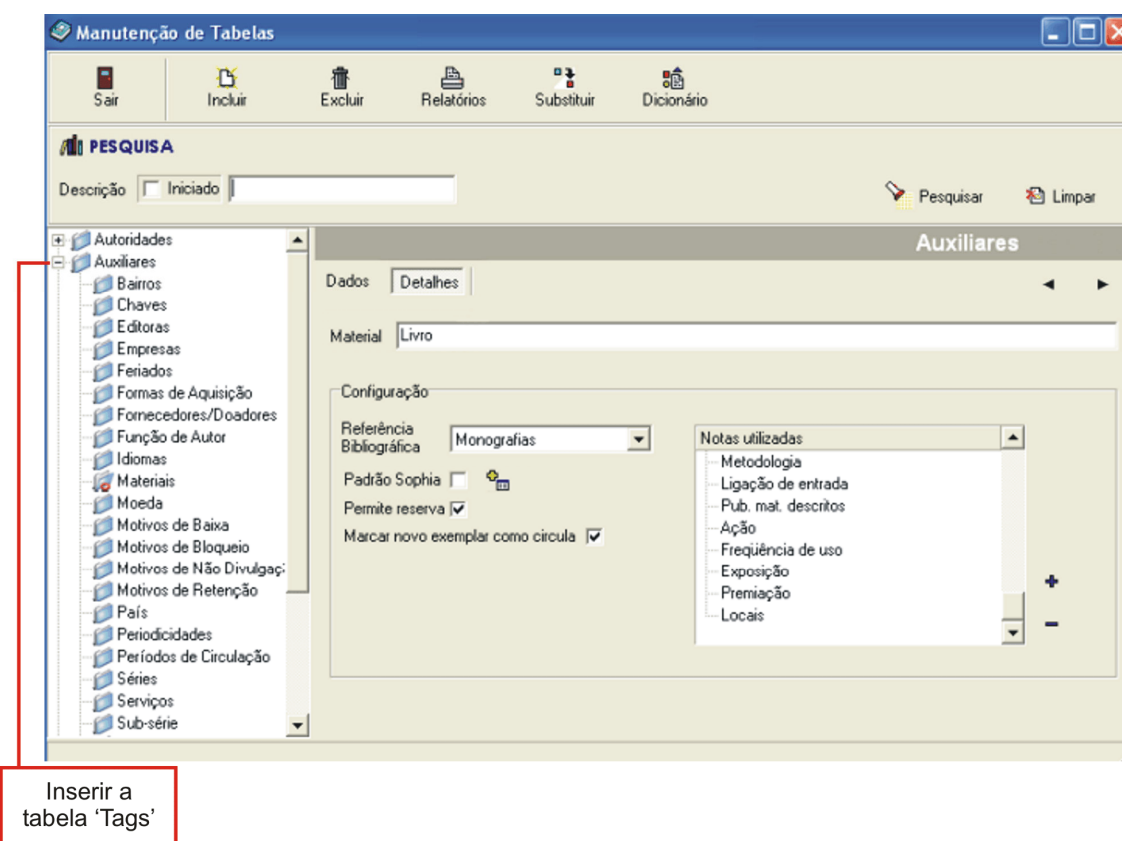 Manutenção de Tabelas
Sair Incluir Excluir Relatórios Substituir Dicionário
PESQUISA
Descrição Iniciado Pesquisar Limpar
Autoridades
Auxiliares
Bairros
Chaves
Editoras
Empresas
Feriados
Formas de Aquisição
Fornecedores/Doadores
Função de Autor
Idiomas
Materiais
Moeda
Motivos de Baixa
Motivos de Bloqueio
Motivos de Não Divulgaç
Motivos de Retenção
País
Periodicidades
Períodos de Circulação
Séries
Serviços
Sub-série
Auxiliares
Dados Detalhes
Material Livro
Configuração
Referência
Bibliográfica Monografias
Padrão Sophia
Permite reserva
Marcar novo exemplar como circula
Notas utilizadas
Metodologia
Ligação de entrada
Pub. mat. descritos
Ação
Freqüência de uso
Exposição
Premiação
Locais
Inserir a
tabela ‘Tags’